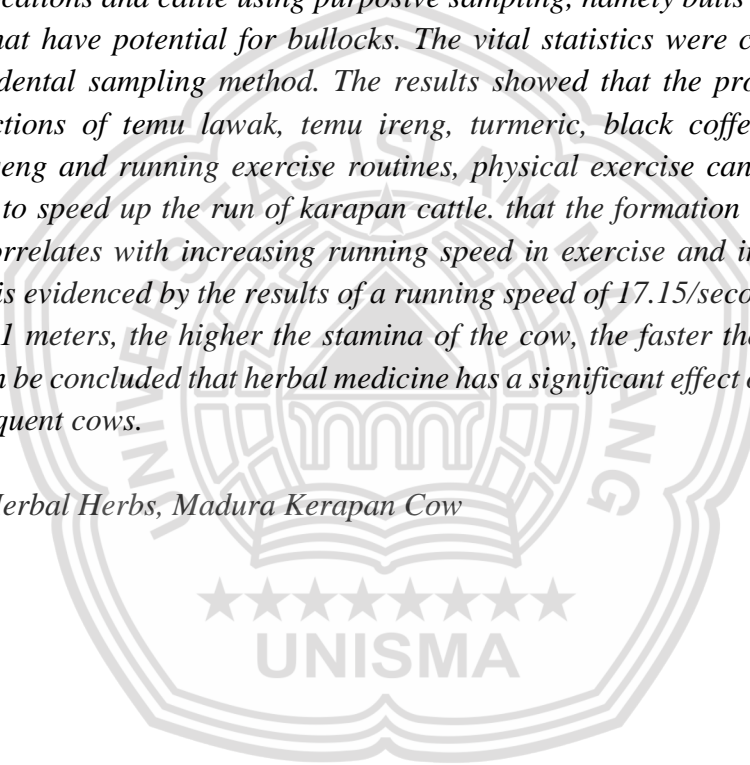 cations and cattle using purposive sampling, namely bulls
hat have potential for bullocks. The vital statistics were c
dental sampling method. The results showed that the pro
ctions of temu lawak, temu ireng, turmeric, black coffe
eng and running exercise routines, physical exercise can
to speed up the run of karapan cattle. that the formation
orrelates with increasing running speed in exercise and i
is evidenced by the results of a running speed of 17.15/seco
1 meters, the higher the stamina of the cow, the faster the
n be concluded that herbal medicine has a significant effect
quent cows.
Herbal Herbs, Madura Kerapan Cow
UNIVERSITAS ISLAM MALANG
UNISMA